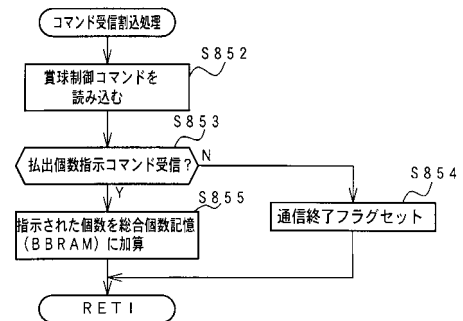 コマンド受信割込処理
S852
賞球制御コマンドを
読み込む
S853
払出個数指示コマンド受信？
N
Y
S854
S855
指示された個数を総合個数記憶
（BBRAM）に加算
通信終了フラグセット
RETI